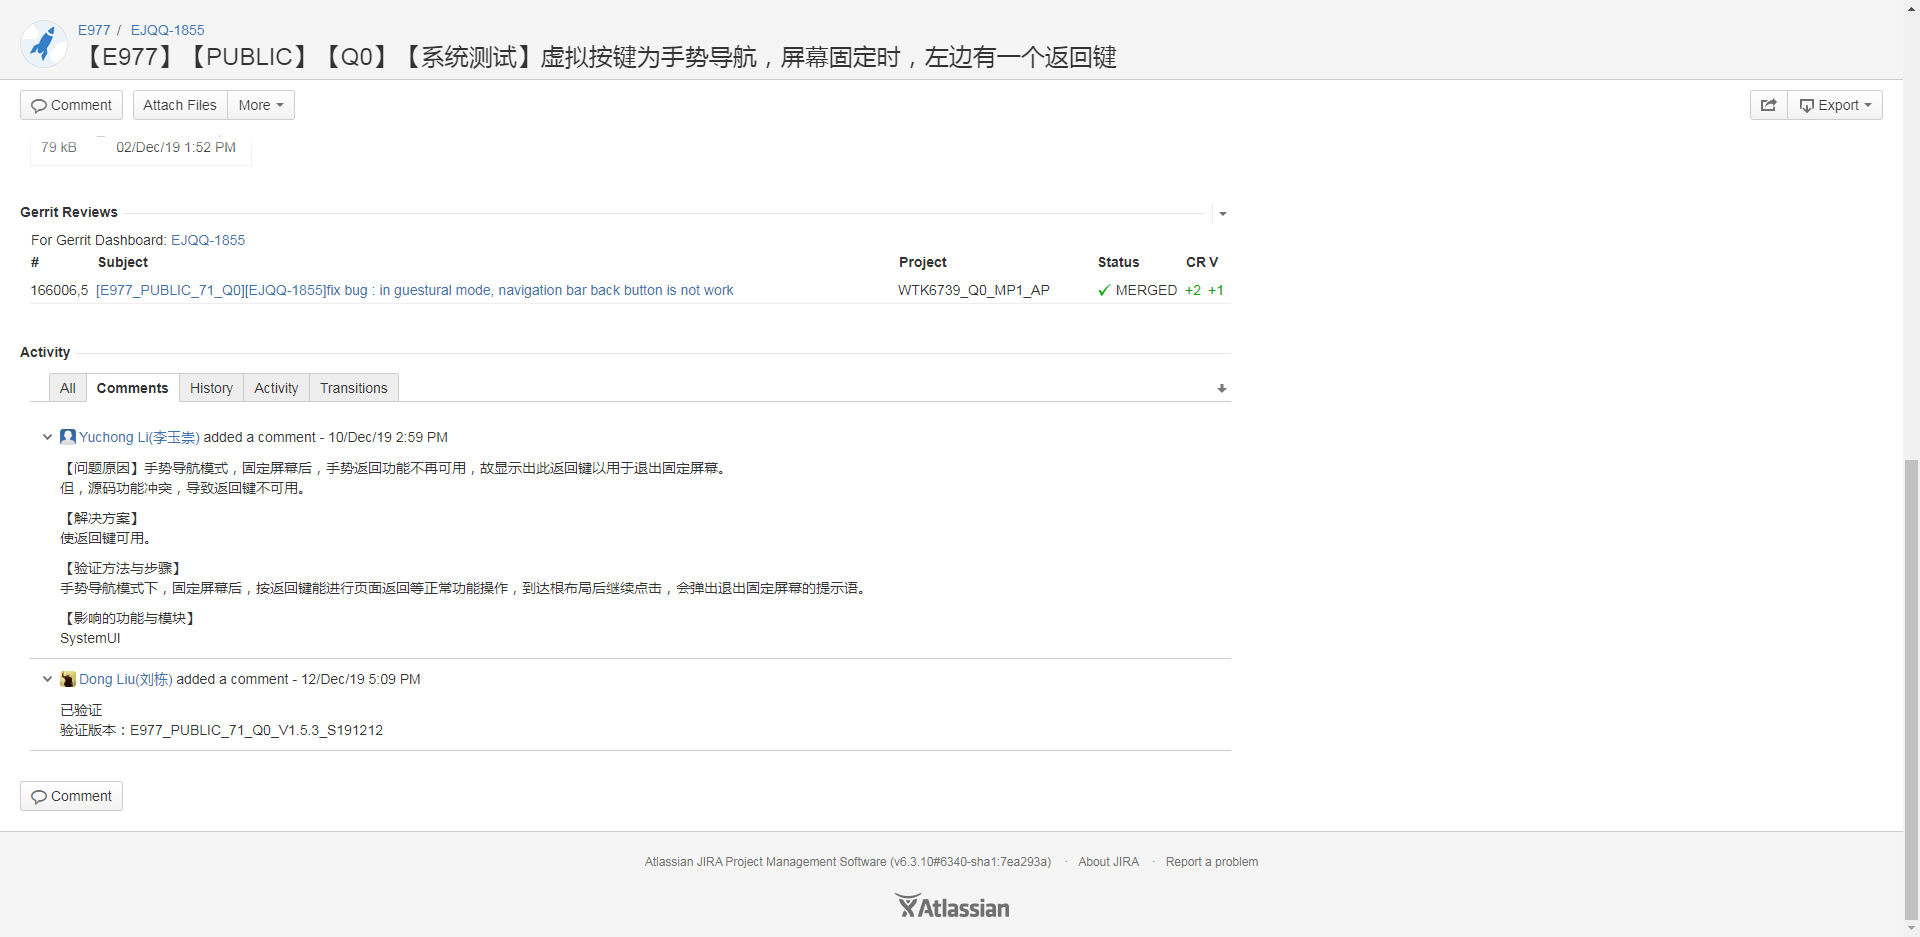 E977 / EJQQ-1855
【E977】【PUBLIC】【Q0】【系统测试】虚拟按键为手势导航，屏幕固定时，左边有一个返回键
Comment Attach Files More Export
79 kB 02/Dec/19 1:52 PM
Gerrit Reviews
For Gerrit Dashboard: EJQQ-1855
# Subject Project Status CR V
166006,5 [E977_PUBLIC_71_Q0][EJQQ-1855]fix bug : in guestural mode, navigation bar back button is not work WTK6739_Q0_MP1_AP MERGED +2 +1
Activity
All Comments History Activity Transitions
Yuchong Li(李玉崇) added a comment - 10/Dec/19 2:59 PM
【问题原因】手势导航模式，固定屏幕后，手势返回功能不再可用，故显示出此返回键以用于退出固定屏幕。
但，源码功能冲突，导致返回键不可用。
【解决方案】
使返回键可用。
【验证方法与步骤】
手势导航模式下，固定屏幕后，按返回键能进行页面返回等正常功能操作，到达根布局后继续点击，会弹出退出固定屏幕的提示语。
【影响的功能与模块】
SystemUI
Dong Liu(刘栋) added a comment - 12/Dec/19 5:09 PM
已验证
验证版本：E977_PUBLIC_71_Q0_V1.5.3_S191212
Comment
Atlassian JIRA Project Management Software (v6.3.10#6340-sha1:7ea293a) · About JIRA · Report a problem
Atlassian